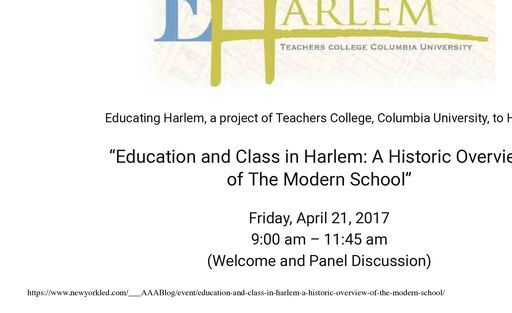 EHARLEM
TEACHERS COLLEGE COLUMBIA UNIVERSITY
Educating Harlem, a project of Teachers College, Columbia University, to H
“Education and Class in Harlem: A Historic Overvie
of The Modern School”
Friday, April 21, 2017
9:00 am – 11:45 am
(Welcome and Panel Discussion)
https://www.newyorkled.com/___AAABlog/event/education-and-class-in-harlem-a-historic-overview-of-the-modern-school/